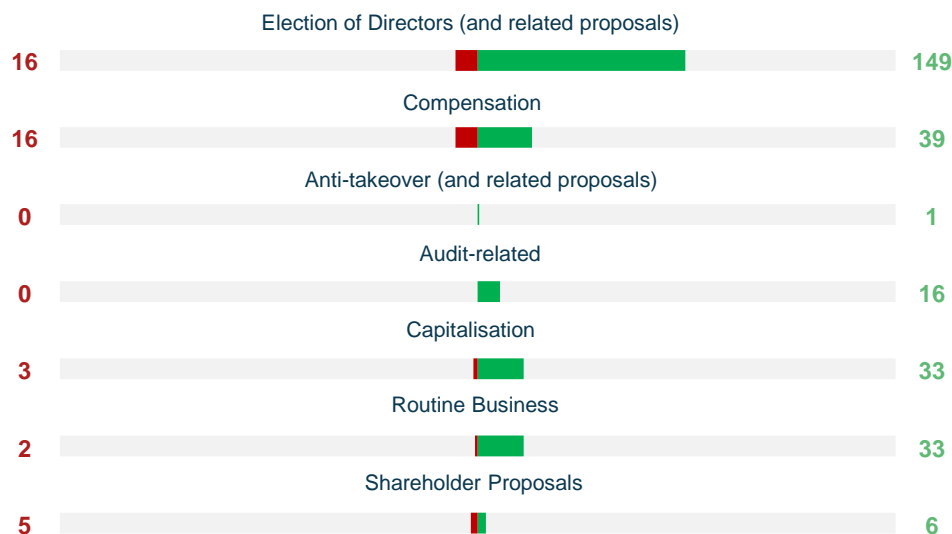 Election of Directors (and related proposals)
16 149
Compensation
16 39
Anti-takeover (and related proposals)
0 1
Audit-related
0 16
Capitalisation
3 33
Routine Business
2 33
Shareholder Proposals
5 6